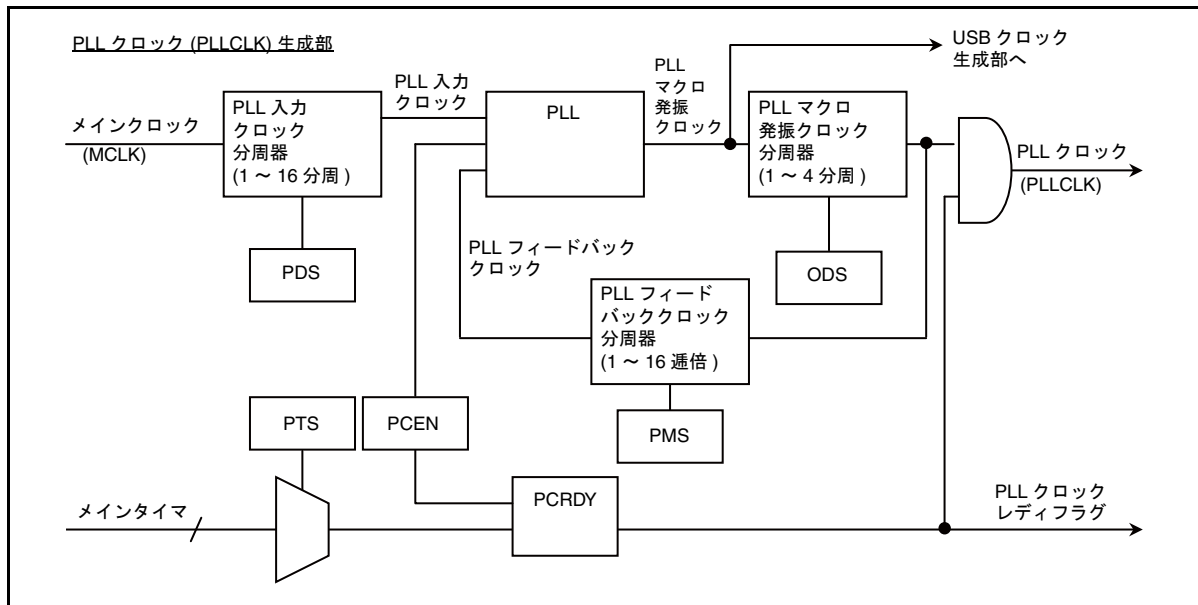 PLL クロック (PLLCLK) 生成部
USB クロック
生成部へ
PLL 入力
クロック
PLL
マクロ
発振
クロック
メインクロック
(MCLK)
PLL 入力
クロック
分周器
(1 ～ 16 分周 )
PLL
PLL マクロ
発振クロック
分周器
(1 ～ 4 分周 )
PLL クロック
(PLLCLK)
PDS
PLL フィードバック
クロック
ODS
PLL フィード
バッククロック
分周器
(1 ～ 16 逓倍 )
PTS
PCEN
PMS
メインタイマ
PCRDY
PLL クロック
レディフラグ